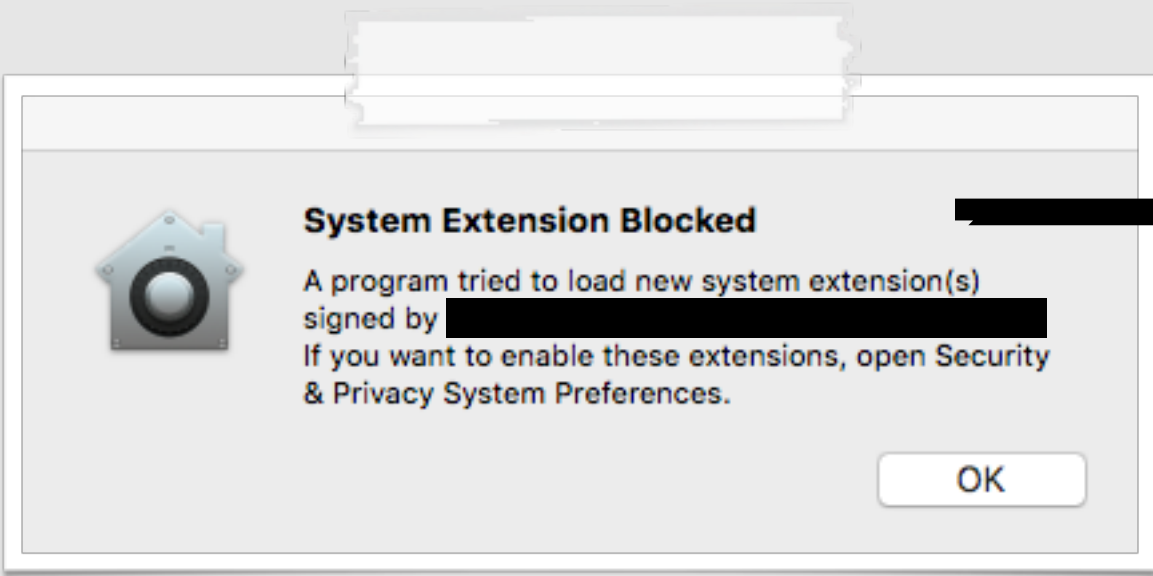 System Extension Blocked
A program tried to load new system extension(s)
signed by
If you want to enable these extensions, open Security
& Privacy System Preferences.
OK